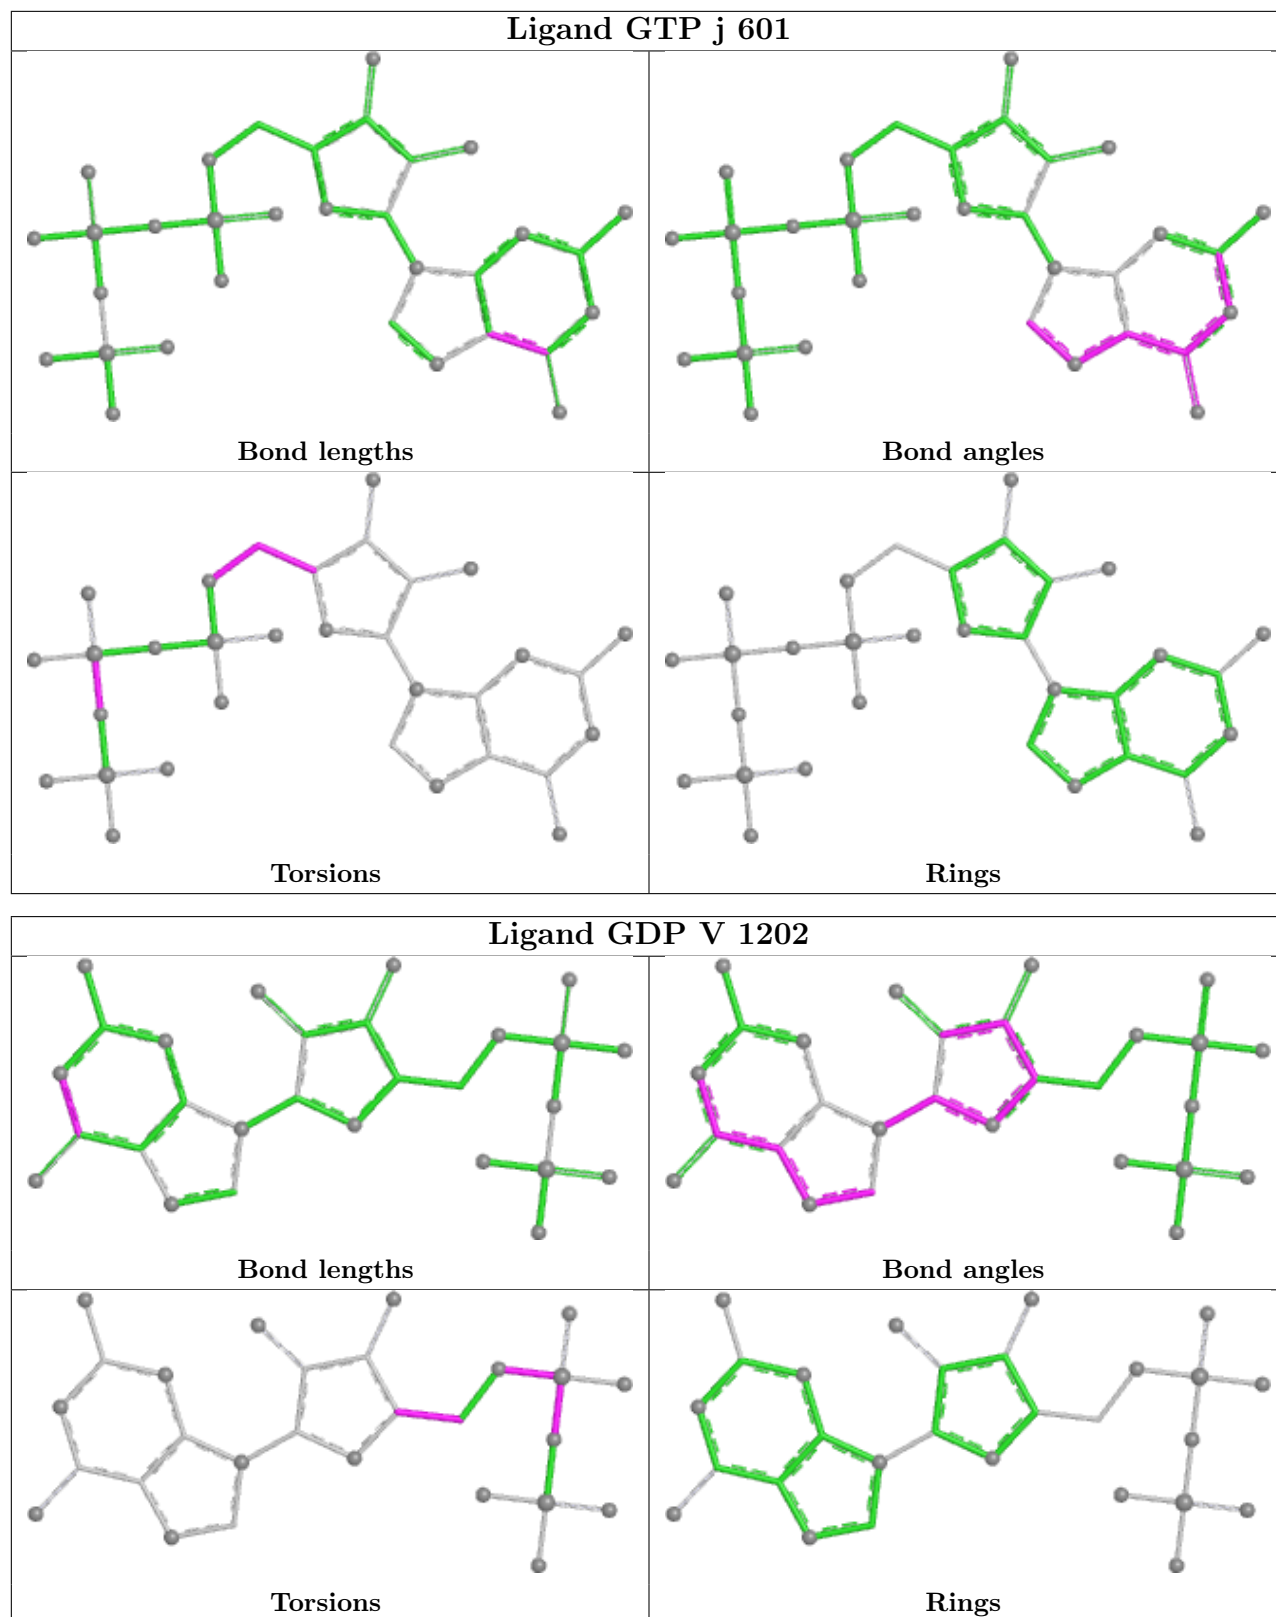 Ligand GTP j 601
Bond lengths
Bond angles
Torsions
Rings
Ligand GDP V 1202
Bond lengths
Bond angles
Torsions
Rings